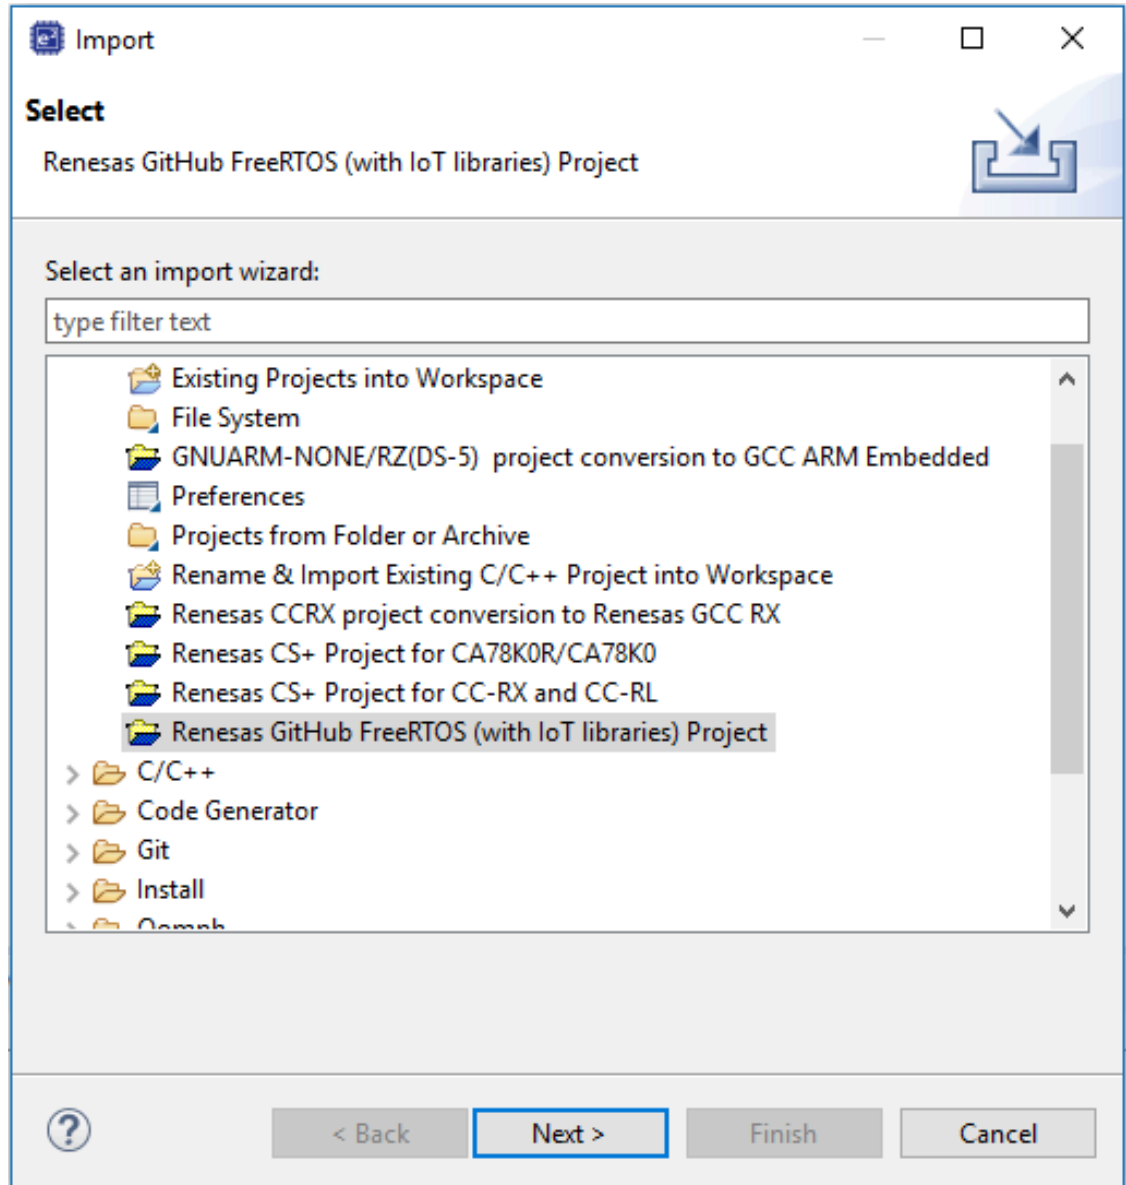 Import
Select
Renesas GitHub FreeRTOS (with IoT libraries) Project
Select an import wizard:
type filter text
Existing Projects into Workspace
File System
GNUARM-NONE/RZ(DS-5)  project conversion to GCC ARM Embedded
Preferences
Projects from Folder or Archive
Rename & Import Existing C/C++ Project into Workspace
Renesas CCRX project conversion to Renesas GCC RX
Renesas CS+ Project for CA78K0R/CA78K0
Renesas CS+ Project for CC-RX and CC-RL
Renesas GitHub FreeRTOS (with IoT libraries) Project
C/C++
Code Generator
Git
Install
Oomph
? < Back Next > Finish Cancel